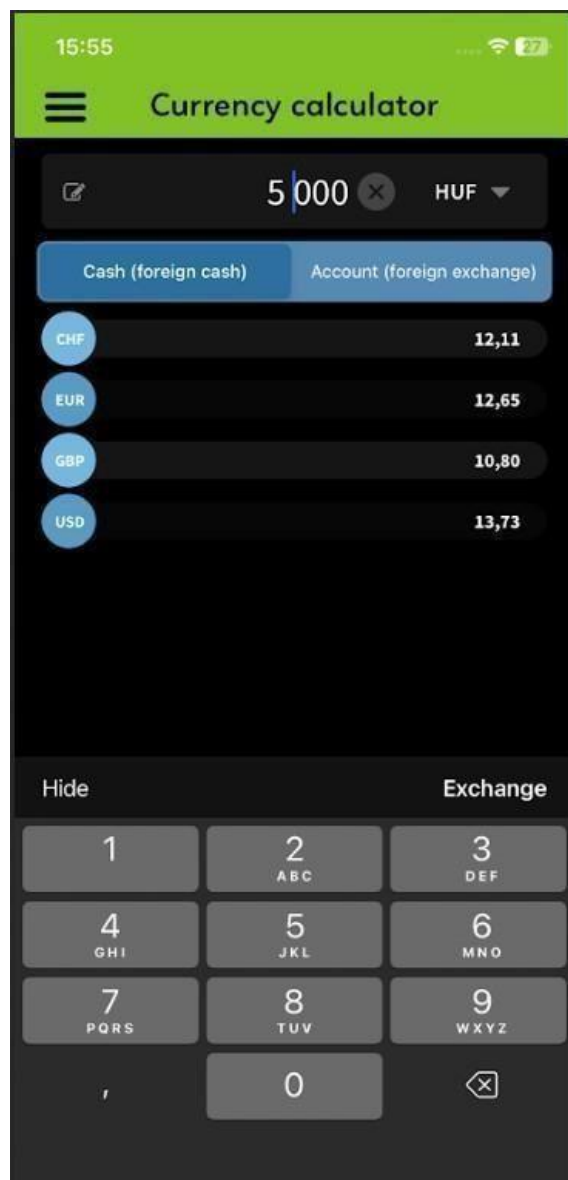 15:55 27
Currency calculator
5 000 HUF
Cash (foreign cash) Account (foreign exchange)
CHF 12,11
EUR 12,65
GBP 10,80
USD 13,73
Hide Exchange
1 2 3
ABC DEF
4 5 6
GHI JKL MNO
7 8 9
PQRS TUV WXYZ
, 0